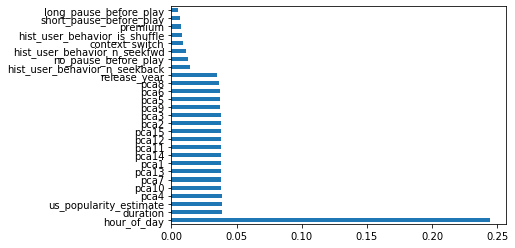 long_pause_before_play
short_pause_before_play
premium
hist_user_behavior_is_shuffle
context_switch
hist_user_behavior_n_seekfwd
no_pause_before_play
hist_user_behavior_n_seekback
release_year
pca8
pca6
pca5
pca9
pca3
pca2
pca15
pca12
pca11
pca14
pca1
pca13
pca7
pca10
pca4
us_popularity_estimate
duration
hour_of_day
0.00 0.05 0.10 0.15 0.20 0.25